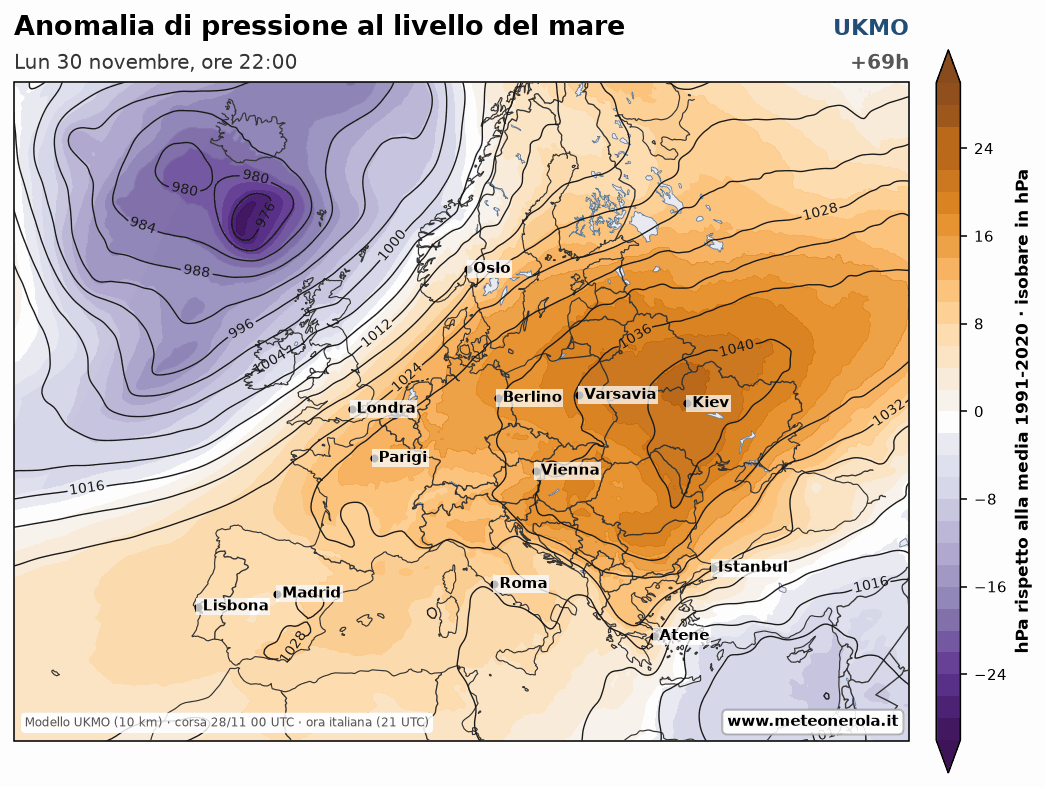 Anomalia di pressione al livello del mare
UKMO
Lun 30 novembre, ore 22:00
+69h
980
980
976
984
988
1000
996
1004
1012
1024
1028
1036
1040
1032
1016
1016
1028
Oslo
Londra
Berlino
Varsavia
Kiev
Parigi
Vienna
Istanbul
Roma
Madrid
Lisbona
Atene
24
16
8
0
−8
−16
−24
hPa rispetto alla media 1991-2020 · isobare in hPa
Modello UKMO (10 km) · corsa 28/11 00 UTC · ora italiana (21 UTC)
www.meteonerola.it